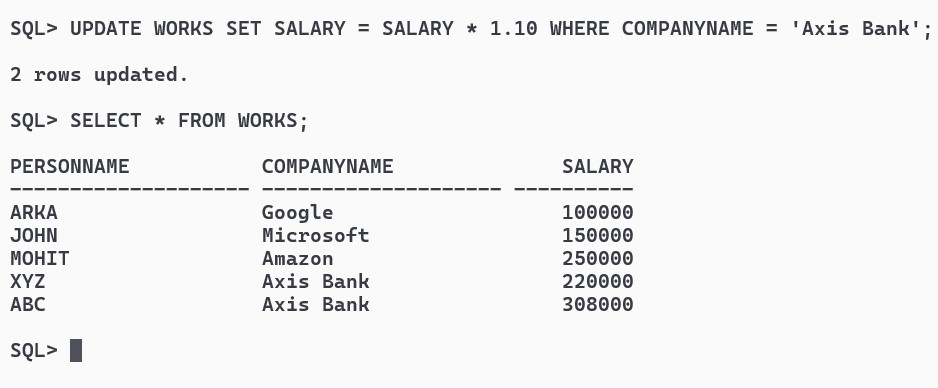 SQL> UPDATE WORKS SET SALARY = SALARY * 1.10 WHERE COMPANYNAME = 'Axis Bank';
2 rows updated.
SQL> SELECT * FROM WORKS;
PERSONNAME           COMPANYNAME              SALARY
-------------------- -------------------- ----------
ARKA                 Google                   100000
JOHN                 Microsoft                150000
MOHIT                Amazon                   250000
XYZ                  Axis Bank                220000
ABC                  Axis Bank                308000
SQL>